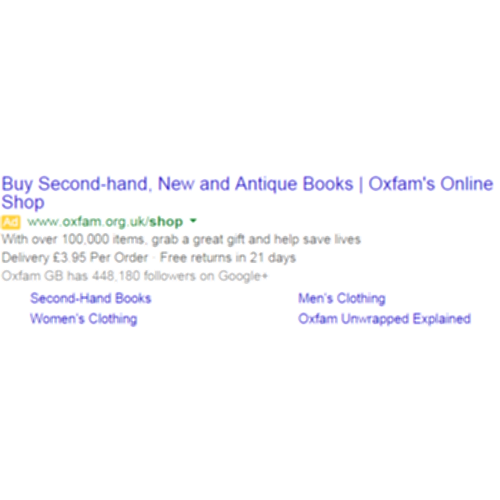 Buy Second-hand, New and Antique Books | Oxfam's Online
Shop
Ad www.oxfam.org.uk/shop
With over 100,000 items, grab a great gift and help save lives
Delivery £3.95 Per Order · Free returns in 21 days
Oxfam GB has 448,180 followers on Google+
Second-Hand Books Men's Clothing
Women's Clothing Oxfam Unwrapped Explained